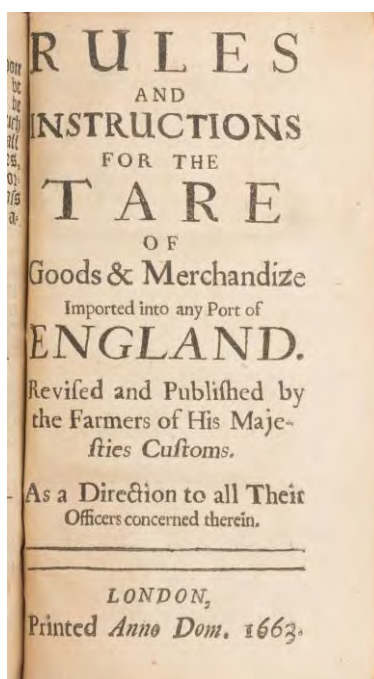 RULES
AND
INSTRUCTIONS
FOR THE
TARE
OF
Goods & Merchandize
Imported into any Port of
ENGLAND.
Reviſed and Publiſhed by
the Farmers of His Maje-
ſties Cuſtoms.
As a Direction to all Their
Officers concerned therein.
LONDON,
Printed Anno Dom. 1663.